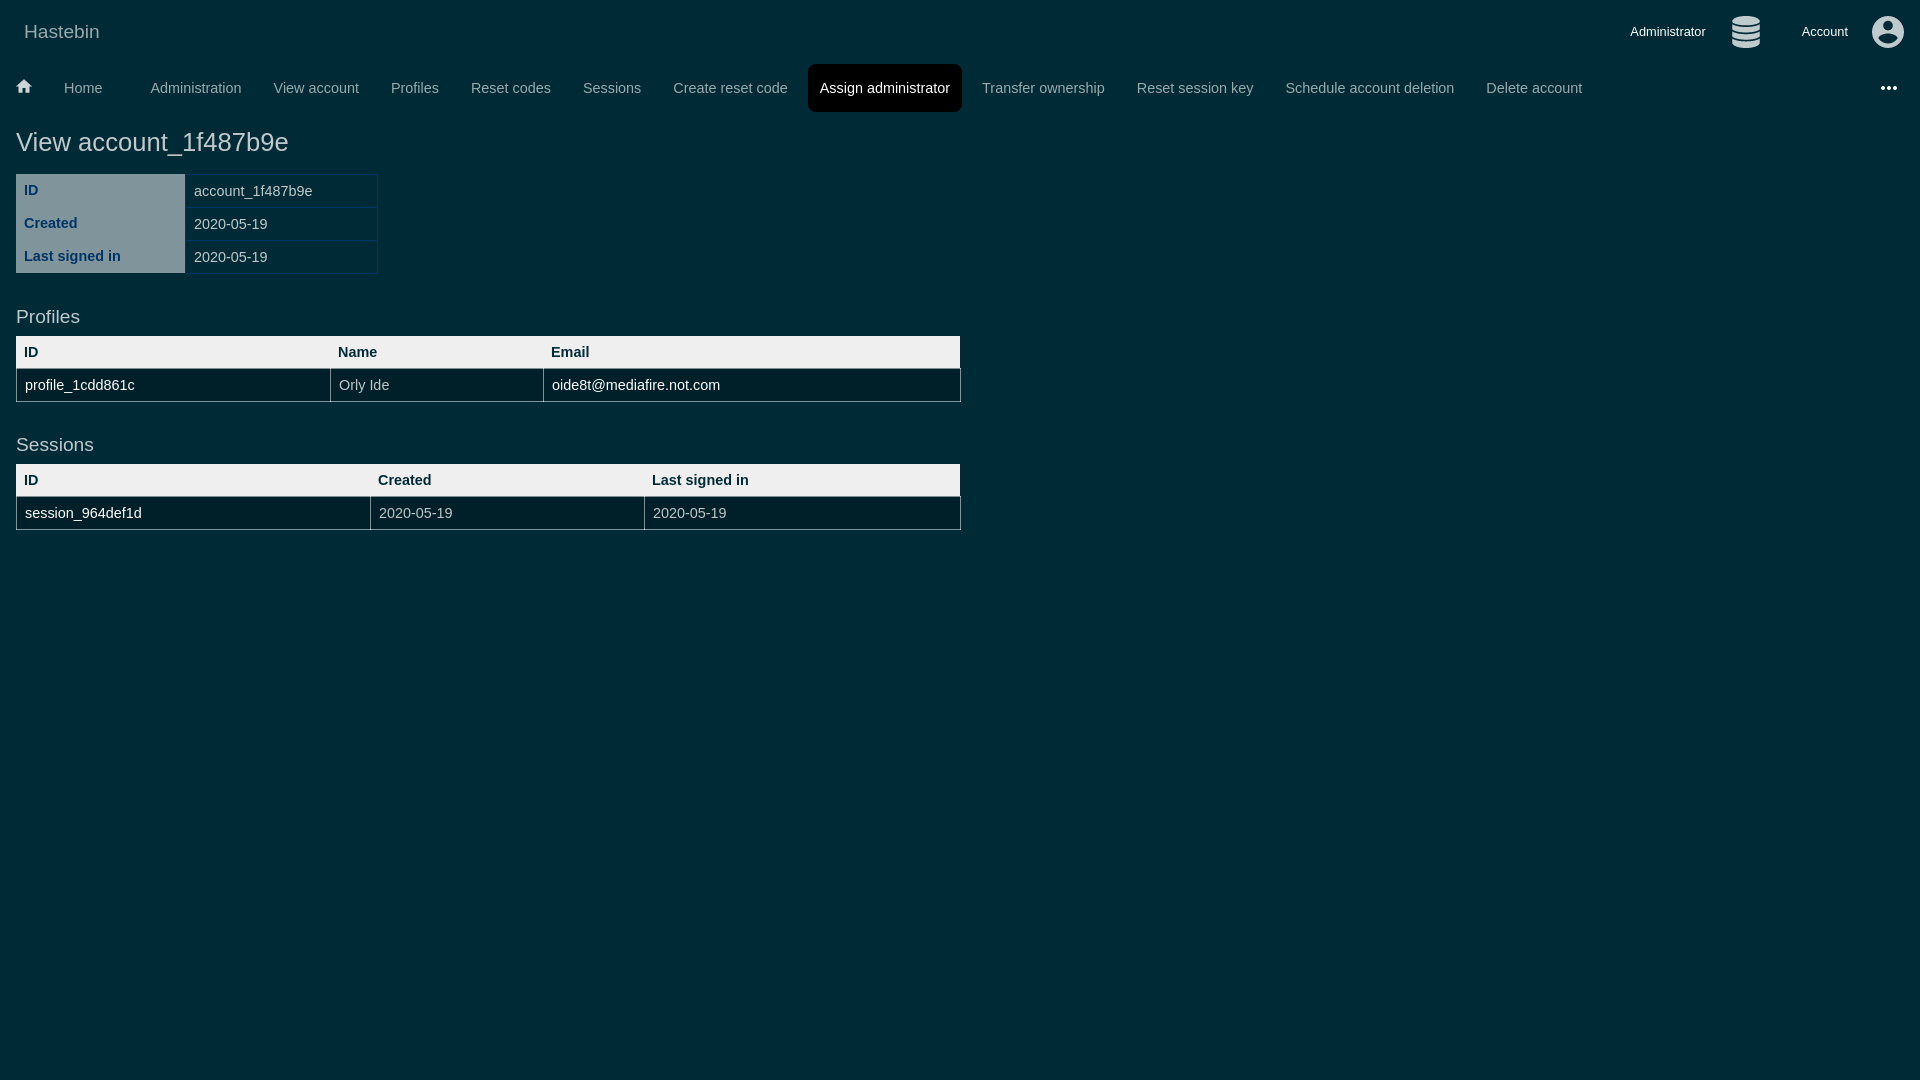 Hastebin
Administrator
Account
Home Administration View account Profiles Reset codes Sessions Create reset code Assign administrator Transfer ownership Reset session key Schedule account deletion Delete account
View account_1f487b9e
ID account_1f487b9e
Created 2020-05-19
Last signed in 2020-05-19
Profiles
ID Name Email
profile_1cdd861c Orly Ide oide8t@mediafire.not.com
Sessions
ID Created Last signed in
session_964def1d 2020-05-19 2020-05-19